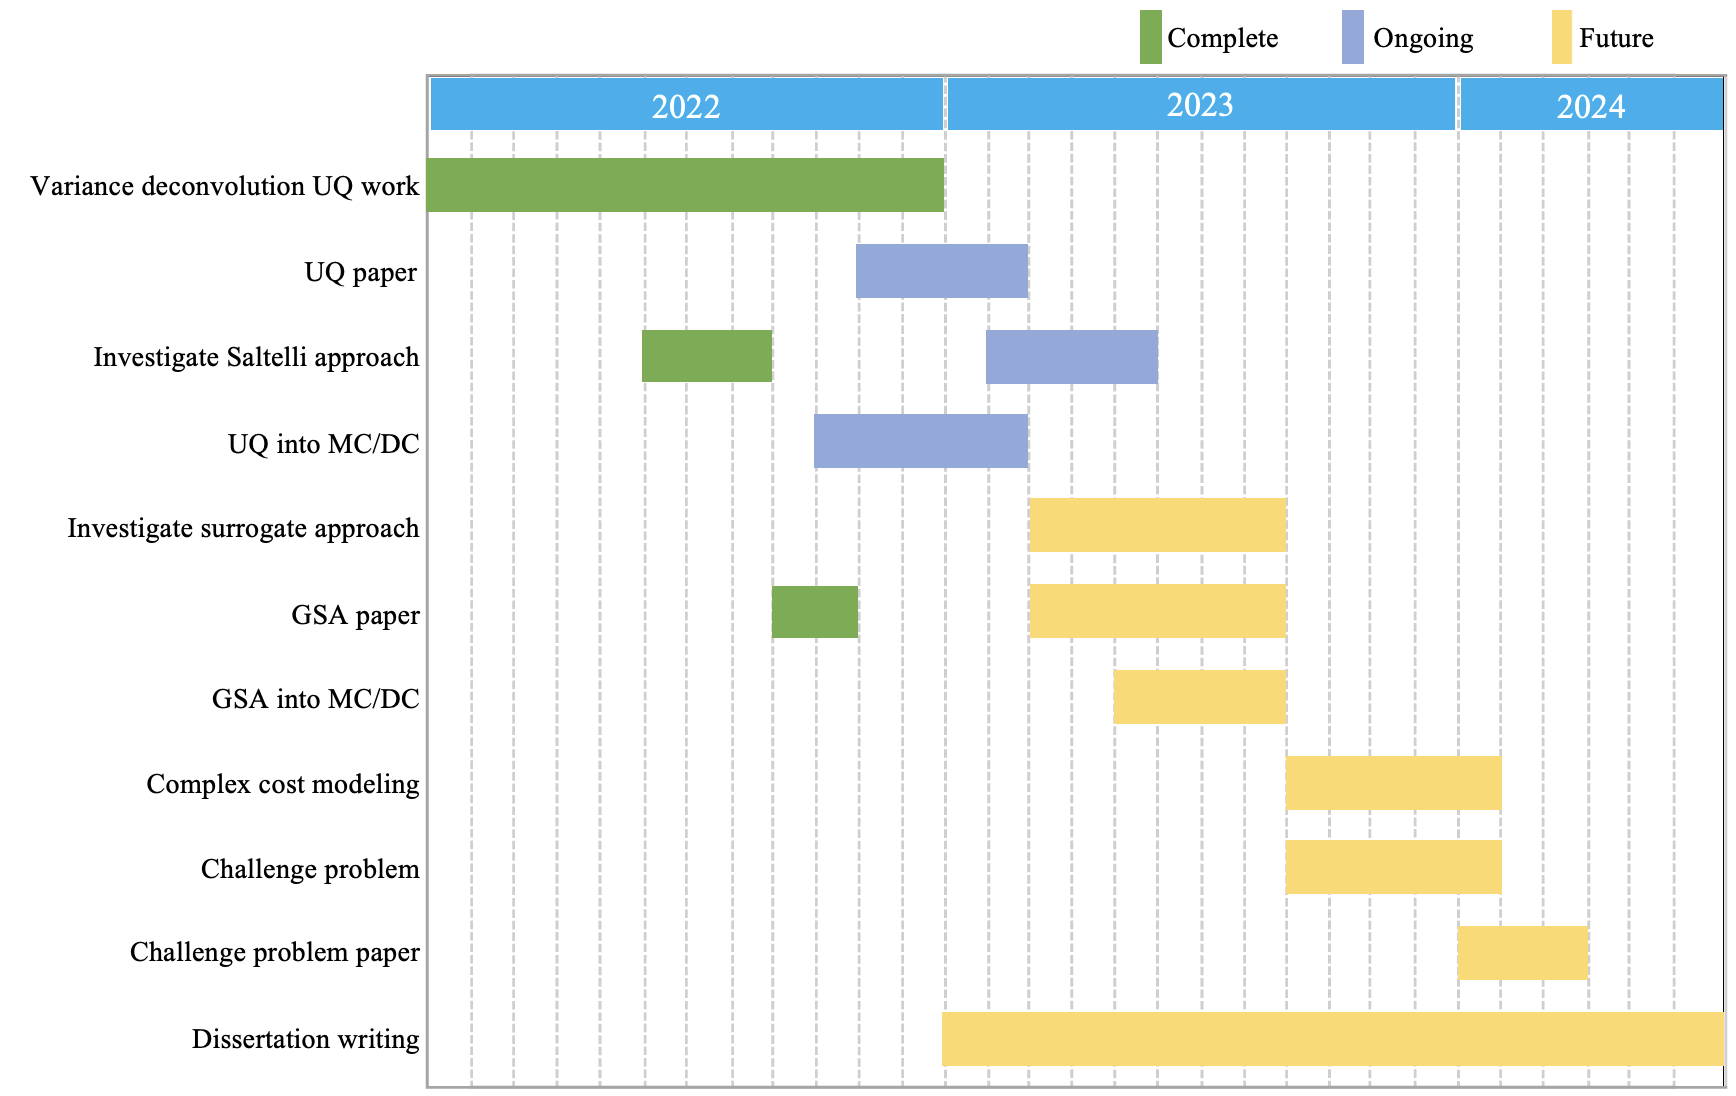 Complete
Ongoing
Future
2022
2023
2024
Variance deconvolution UQ work
UQ paper
Investigate Saltelli approach
UQ into MC/DC
Investigate surrogate approach
GSA paper
GSA into MC/DC
Complex cost modeling
Challenge problem
Challenge problem paper
Dissertation writing